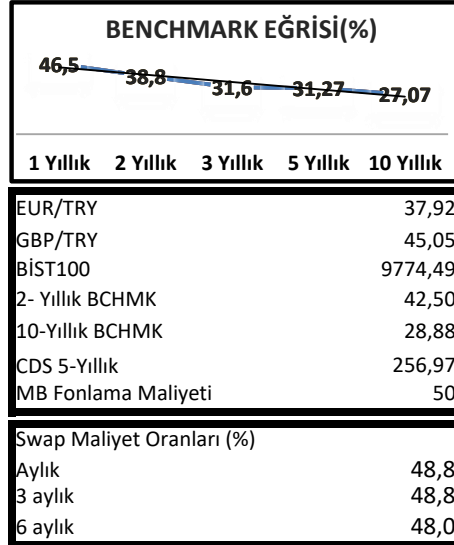 BENCHMARK EĞRİSİ(%)
46,5 38,8 31,6 31,27 27,07
1 Yıllık 2 Yıllık 3 Yıllık 5 Yıllık 10 Yıllık
EUR/TRY 37,92
GBP/TRY 45,05
BİST100 9774,49
2- Yıllık BCHMK 42,50
10-Yıllık BCHMK 28,88
CDS 5-Yıllık 256,97
MB Fonlama Maliyeti 50
Swap Maliyet Oranları (%)
Aylık 48,8
3 aylık 48,8
6 aylık 48,0